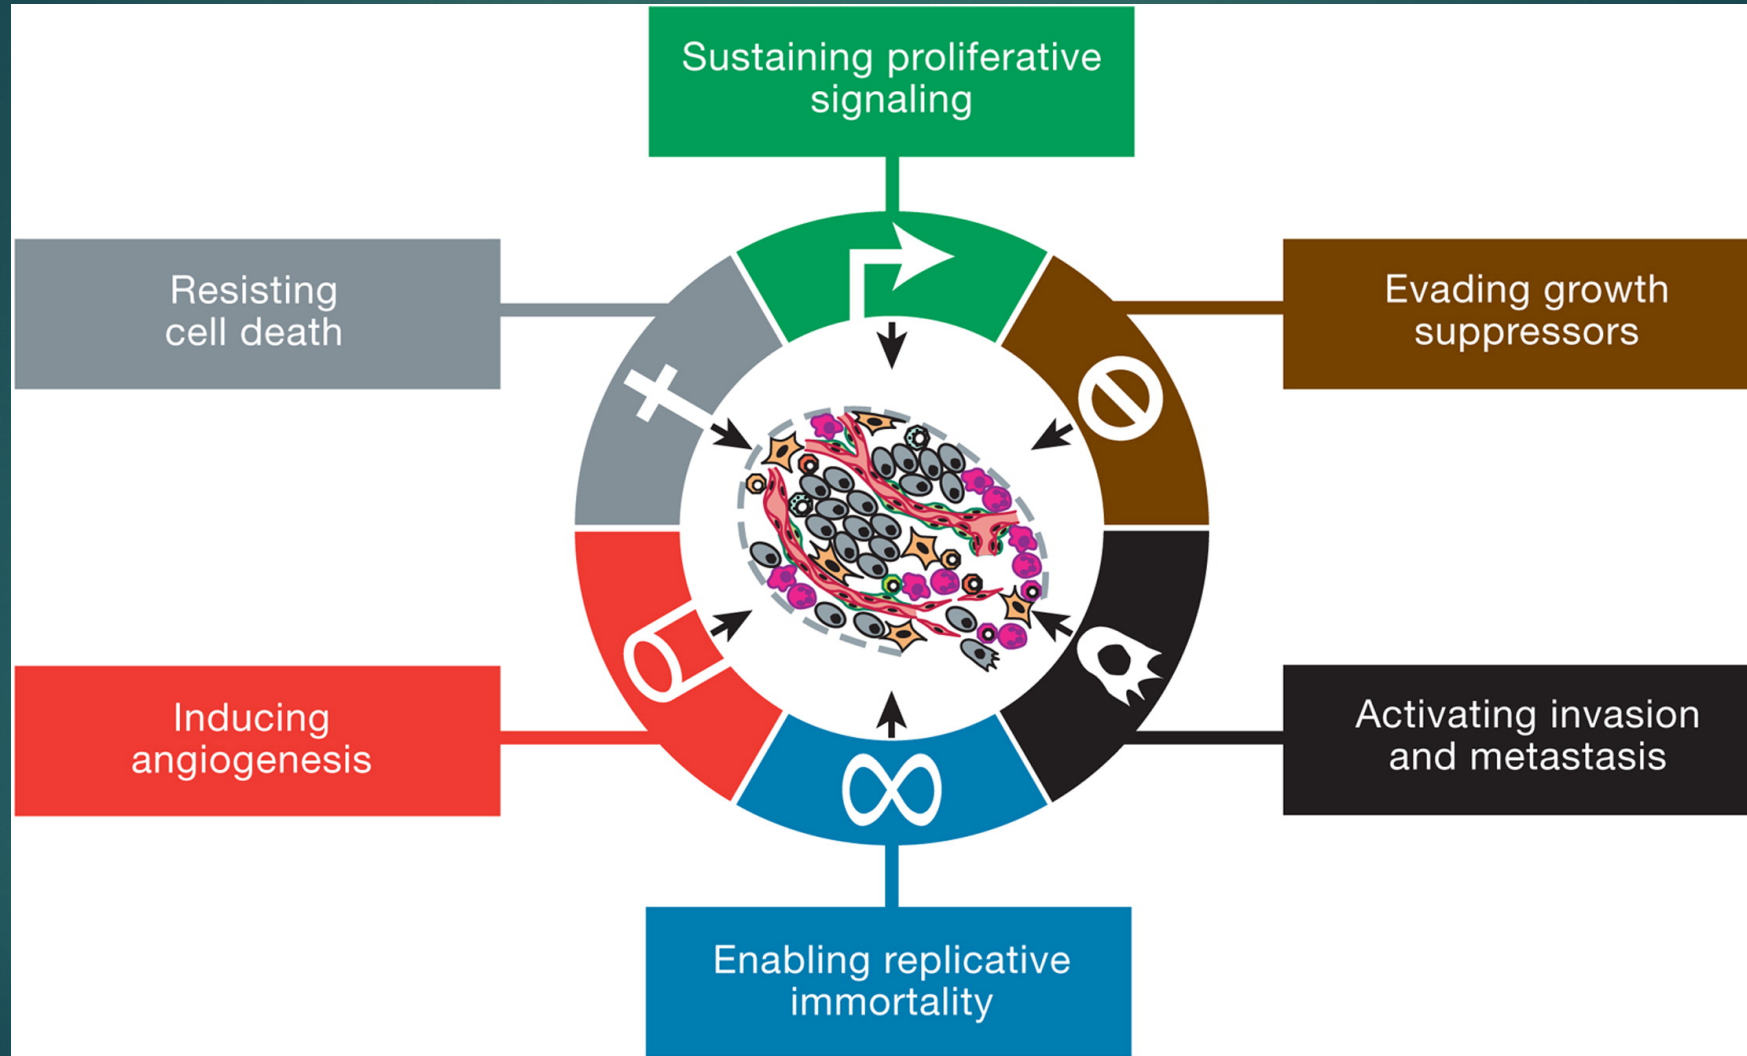 Sustaining proliferative
signaling
Resisting
cell death
Evading growth
suppressors
Inducing
angiogenesis
Activating invasion
and metastasis
Enabling replicative
immortality